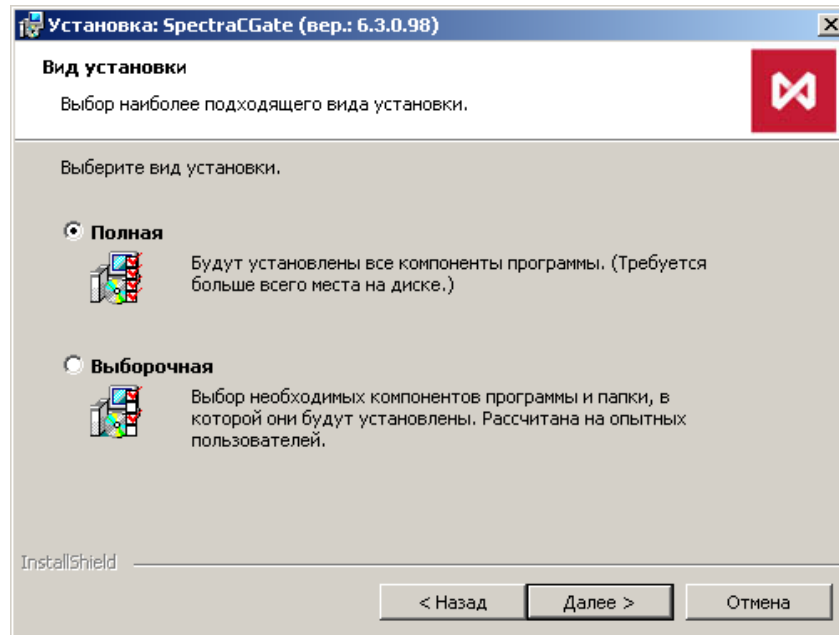 Установка: SpectraCGate (вер.: 6.3.0.98)
Вид установки
Выбор наиболее подходящего вида установки.
Выберите вид установки.
Полная
Будут установлены все компоненты программы. (Требуется
больше всего места на диске.)
Выборочная
Выбор необходимых компонентов программы и папки, в
которой они будут установлены. Рассчитана на опытных
пользователей.
InstallShield
< Назад
Далее >
Отмена